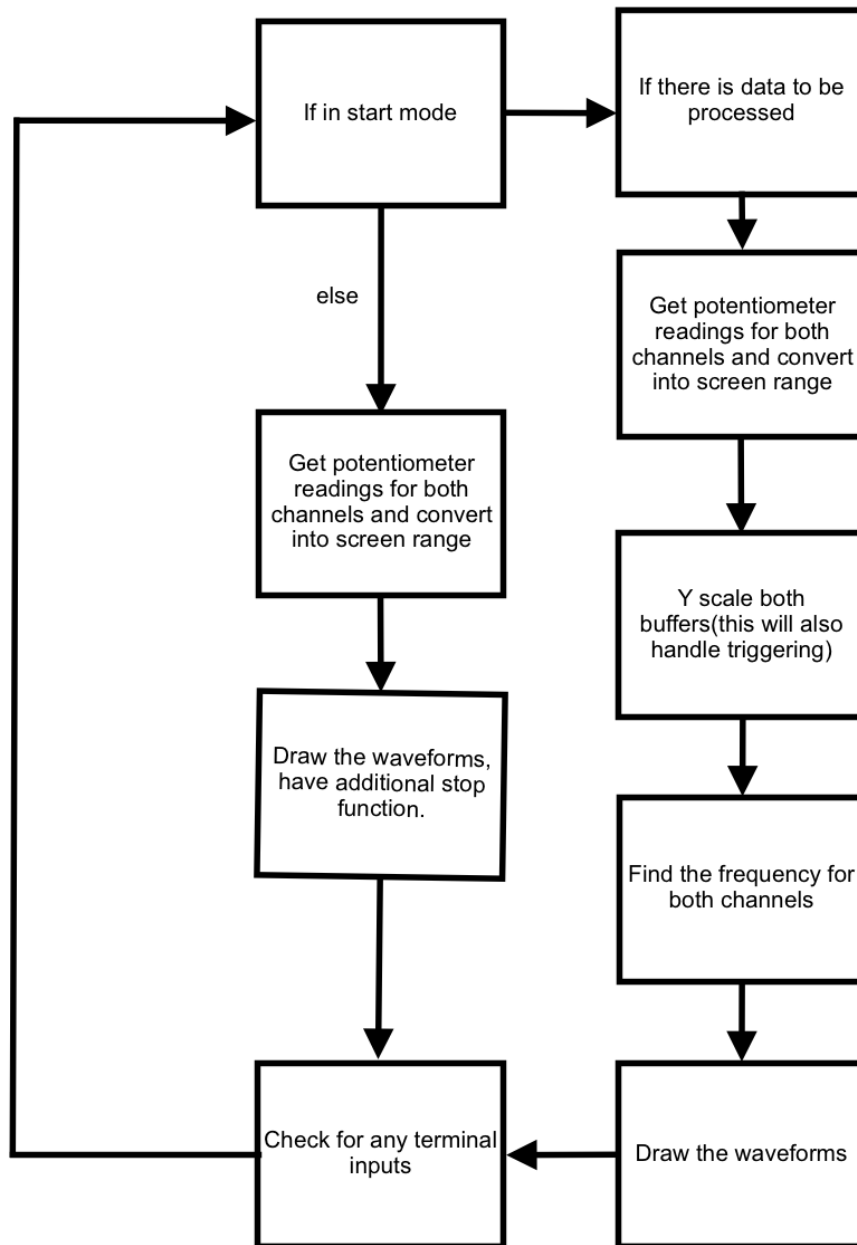 If in start mode
If there is data to be
processed
else
Get potentiometer
readings for both
channels and convert
into screen range
Get potentiometer
readings for both
channels and convert
into screen range
Y scale both
buffers(this will also
handle triggering)
Draw the waveforms,
have additional stop
function.
Find the frequency for
both channels
Check for any terminal
inputs
Draw the waveforms